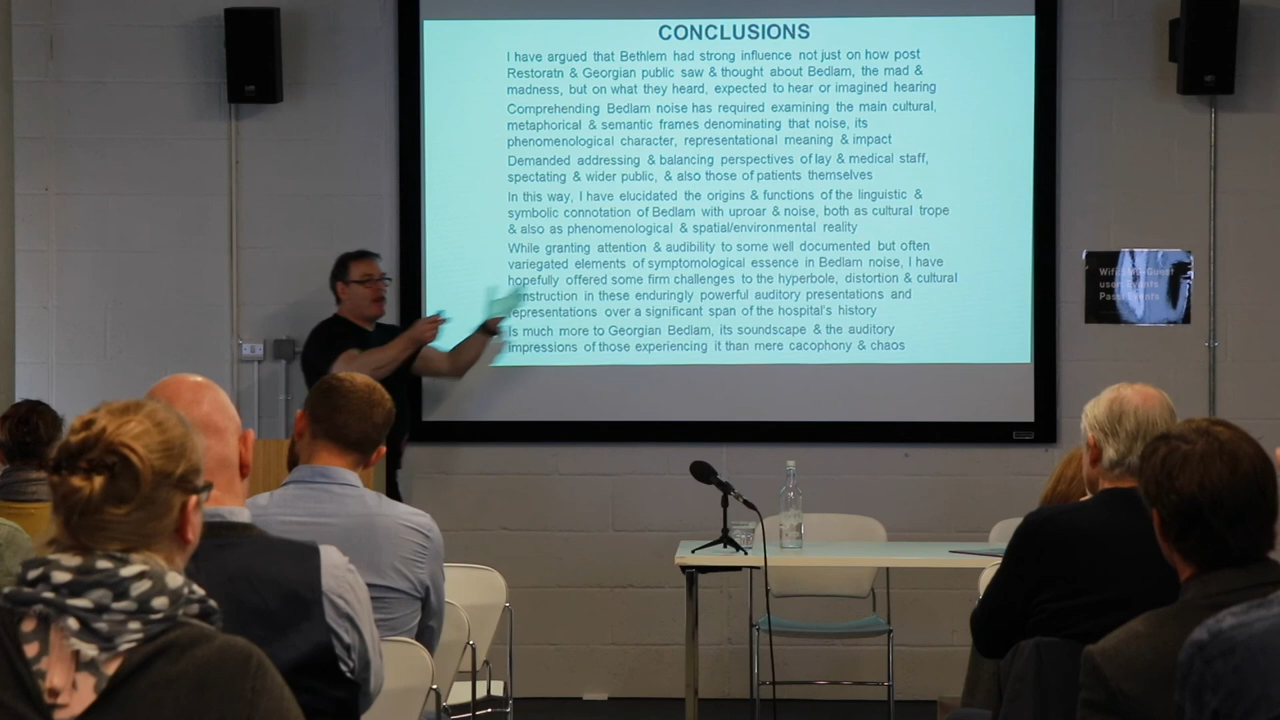 CONCLUSIONS
I have argued that Bethlem had strong influence not just on how post
Restoratn & Georgian public saw & thought about Bedlam, the mad &
madness, but on what they heard, expected to hear or imagined hearing
Comprehending Bedlam noise has required examining the main cultural,
metaphorical & semantic frames denominating that noise, its
phenomenological character, representational meaning & impact
Demanded addressing & balancing perspectives of lay & medical staff,
spectating & wider public, & also those of patients themselves
In this way, I have elucidated the origins & functions of the linguistic &
symbolic connotation of Bedlam with uproar & noise, both as cultural trope
& also as phenomenological & spatial/environmental reality
While granting attention & audibility to some well documented but often
variegated elements of symptomological essence in Bedlam noise, I have
hopefully offered some firm challenges to the hyperbole, distortion & cultural
construction in these enduringly powerful auditory presentations and
representations over a significant span of the hospital's history
Is much more to Georgian Bedlam, its soundscape & the auditory
impressions of those experiencing it than mere cacophony & chaos
Wifi: Guest